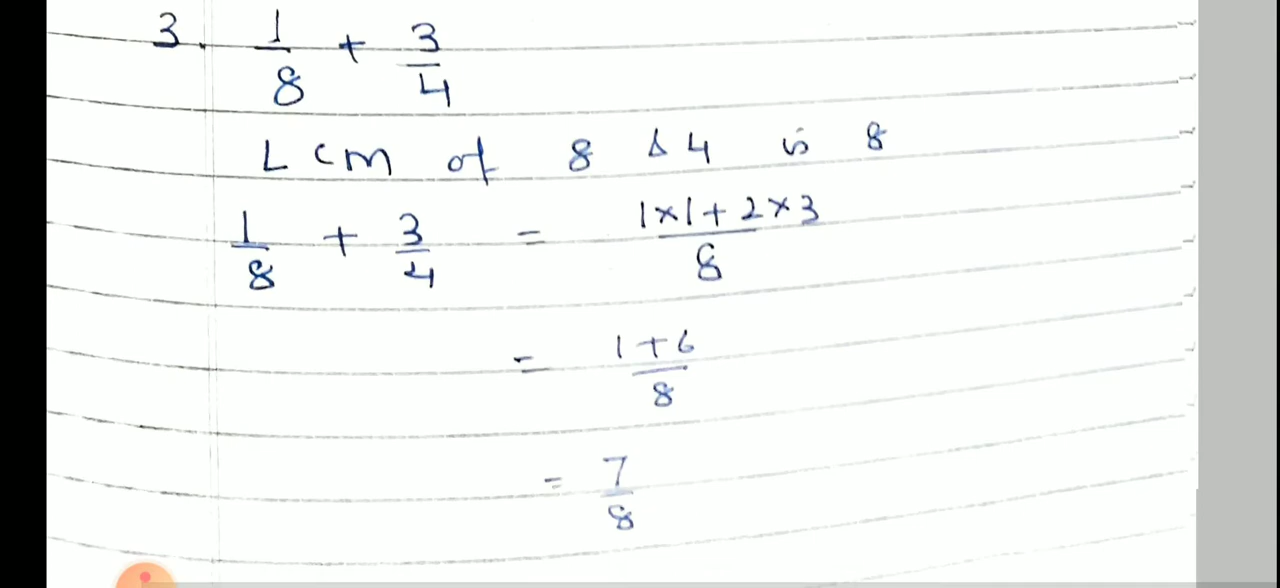 3. 1/8 + 3/4
LCM of 8 & 4 is 8
1/8 + 3/4 = 1×1+2×3/8
= 1+6/8
= 7/8